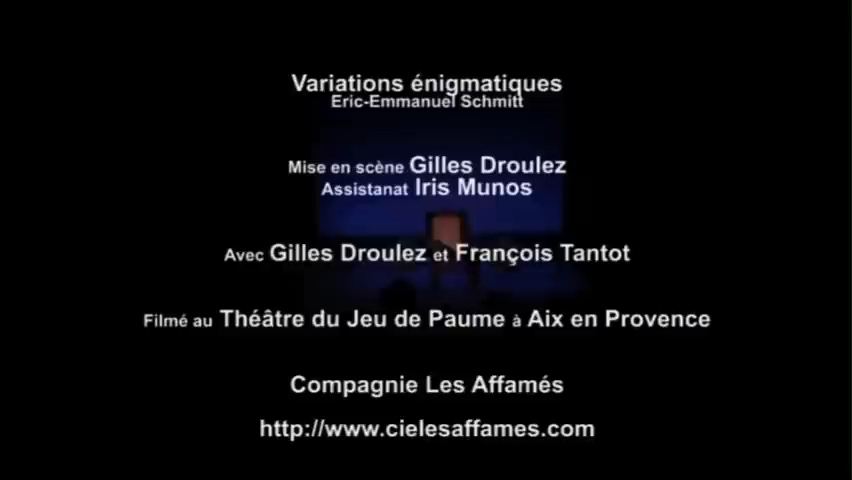 Variations énigmatiques
Eric-Emmanuel Schmitt
Mise en scène Gilles Droulez
Assistanat Iris Munos
Avec Gilles Droulez et François Tantot
Filmé au Théâtre du Jeu de Paume à Aix en Provence
Compagnie Les Affamés
http://www.cielesaffames.com